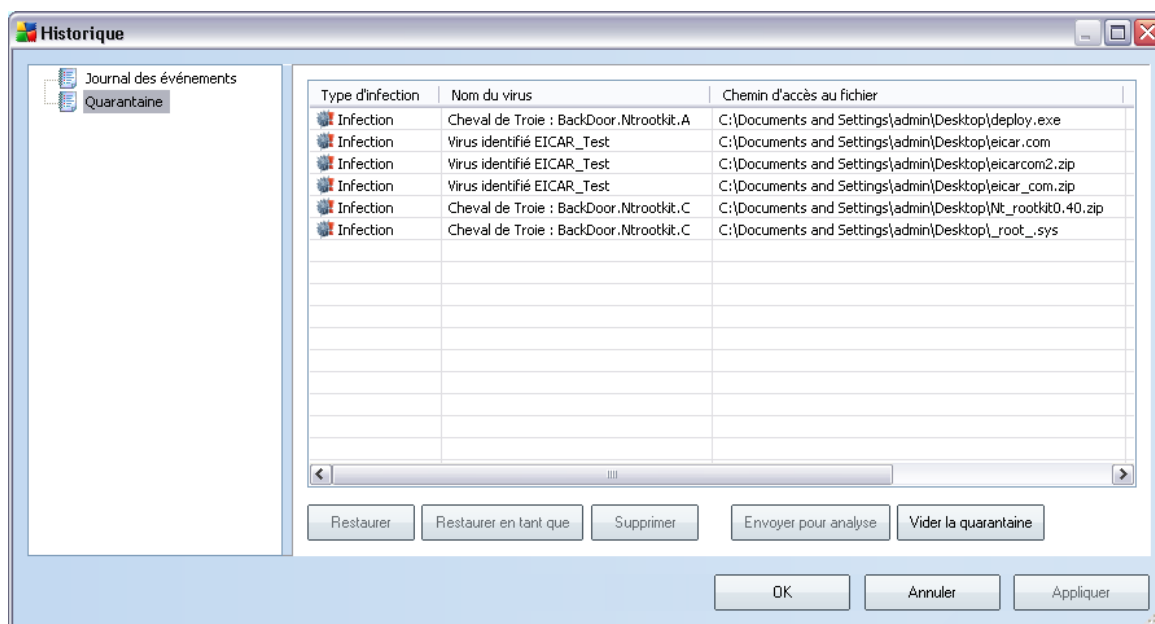 Historique
Journal des événements
Quarantaine
Type d'infection Nom du virus Chemin d'accès au fichier
Infection Cheval de Troie : BackDoor.Ntrootkit.A C:\Documents and Settings\admin\Desktop\deploy.exe
Infection Virus identifié EICAR_Test C:\Documents and Settings\admin\Desktop\eicar.com
Infection Virus identifié EICAR_Test C:\Documents and Settings\admin\Desktop\eicarcom2.zip
Infection Virus identifié EICAR_Test C:\Documents and Settings\admin\Desktop\eicar_com.zip
Infection Cheval de Troie : BackDoor.Ntrootkit.C C:\Documents and Settings\admin\Desktop\Nt_rootkit0.40.zip
Infection Cheval de Troie : BackDoor.Ntrootkit.C C:\Documents and Settings\admin\Desktop\_root_.sys
Restaurer Restaurer en tant que Supprimer Envoyer pour analyse Vider la quarantaine
OK Annuler Appliquer